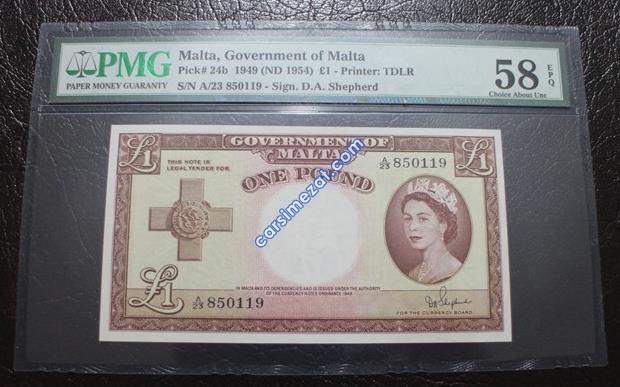 PMG
PAPER MONEY GUARANTY
Malta, Government of Malta
Pick# 24b 1949 (ND 1954) £1 - Printer: TDLR
S/N A/23 850119 - Sign. D.A. Shepherd
58 EPQ
Choice About Unc
GOVERNMENT OF
MALTA
£1
£1
THIS NOTE IS
LEGAL TENDER FOR
A/23 850119
ONE POUND
carsimezat.com
IN MALTA AND ITS DEPENDENCIES AND IS ISSUED UNDER THE AUTHORITY
OF THE CURRENCY NOTES ORDINANCE 1949
£1
A/23 850119
D.A. Shepherd
FOR THE CURRENCY BOARD